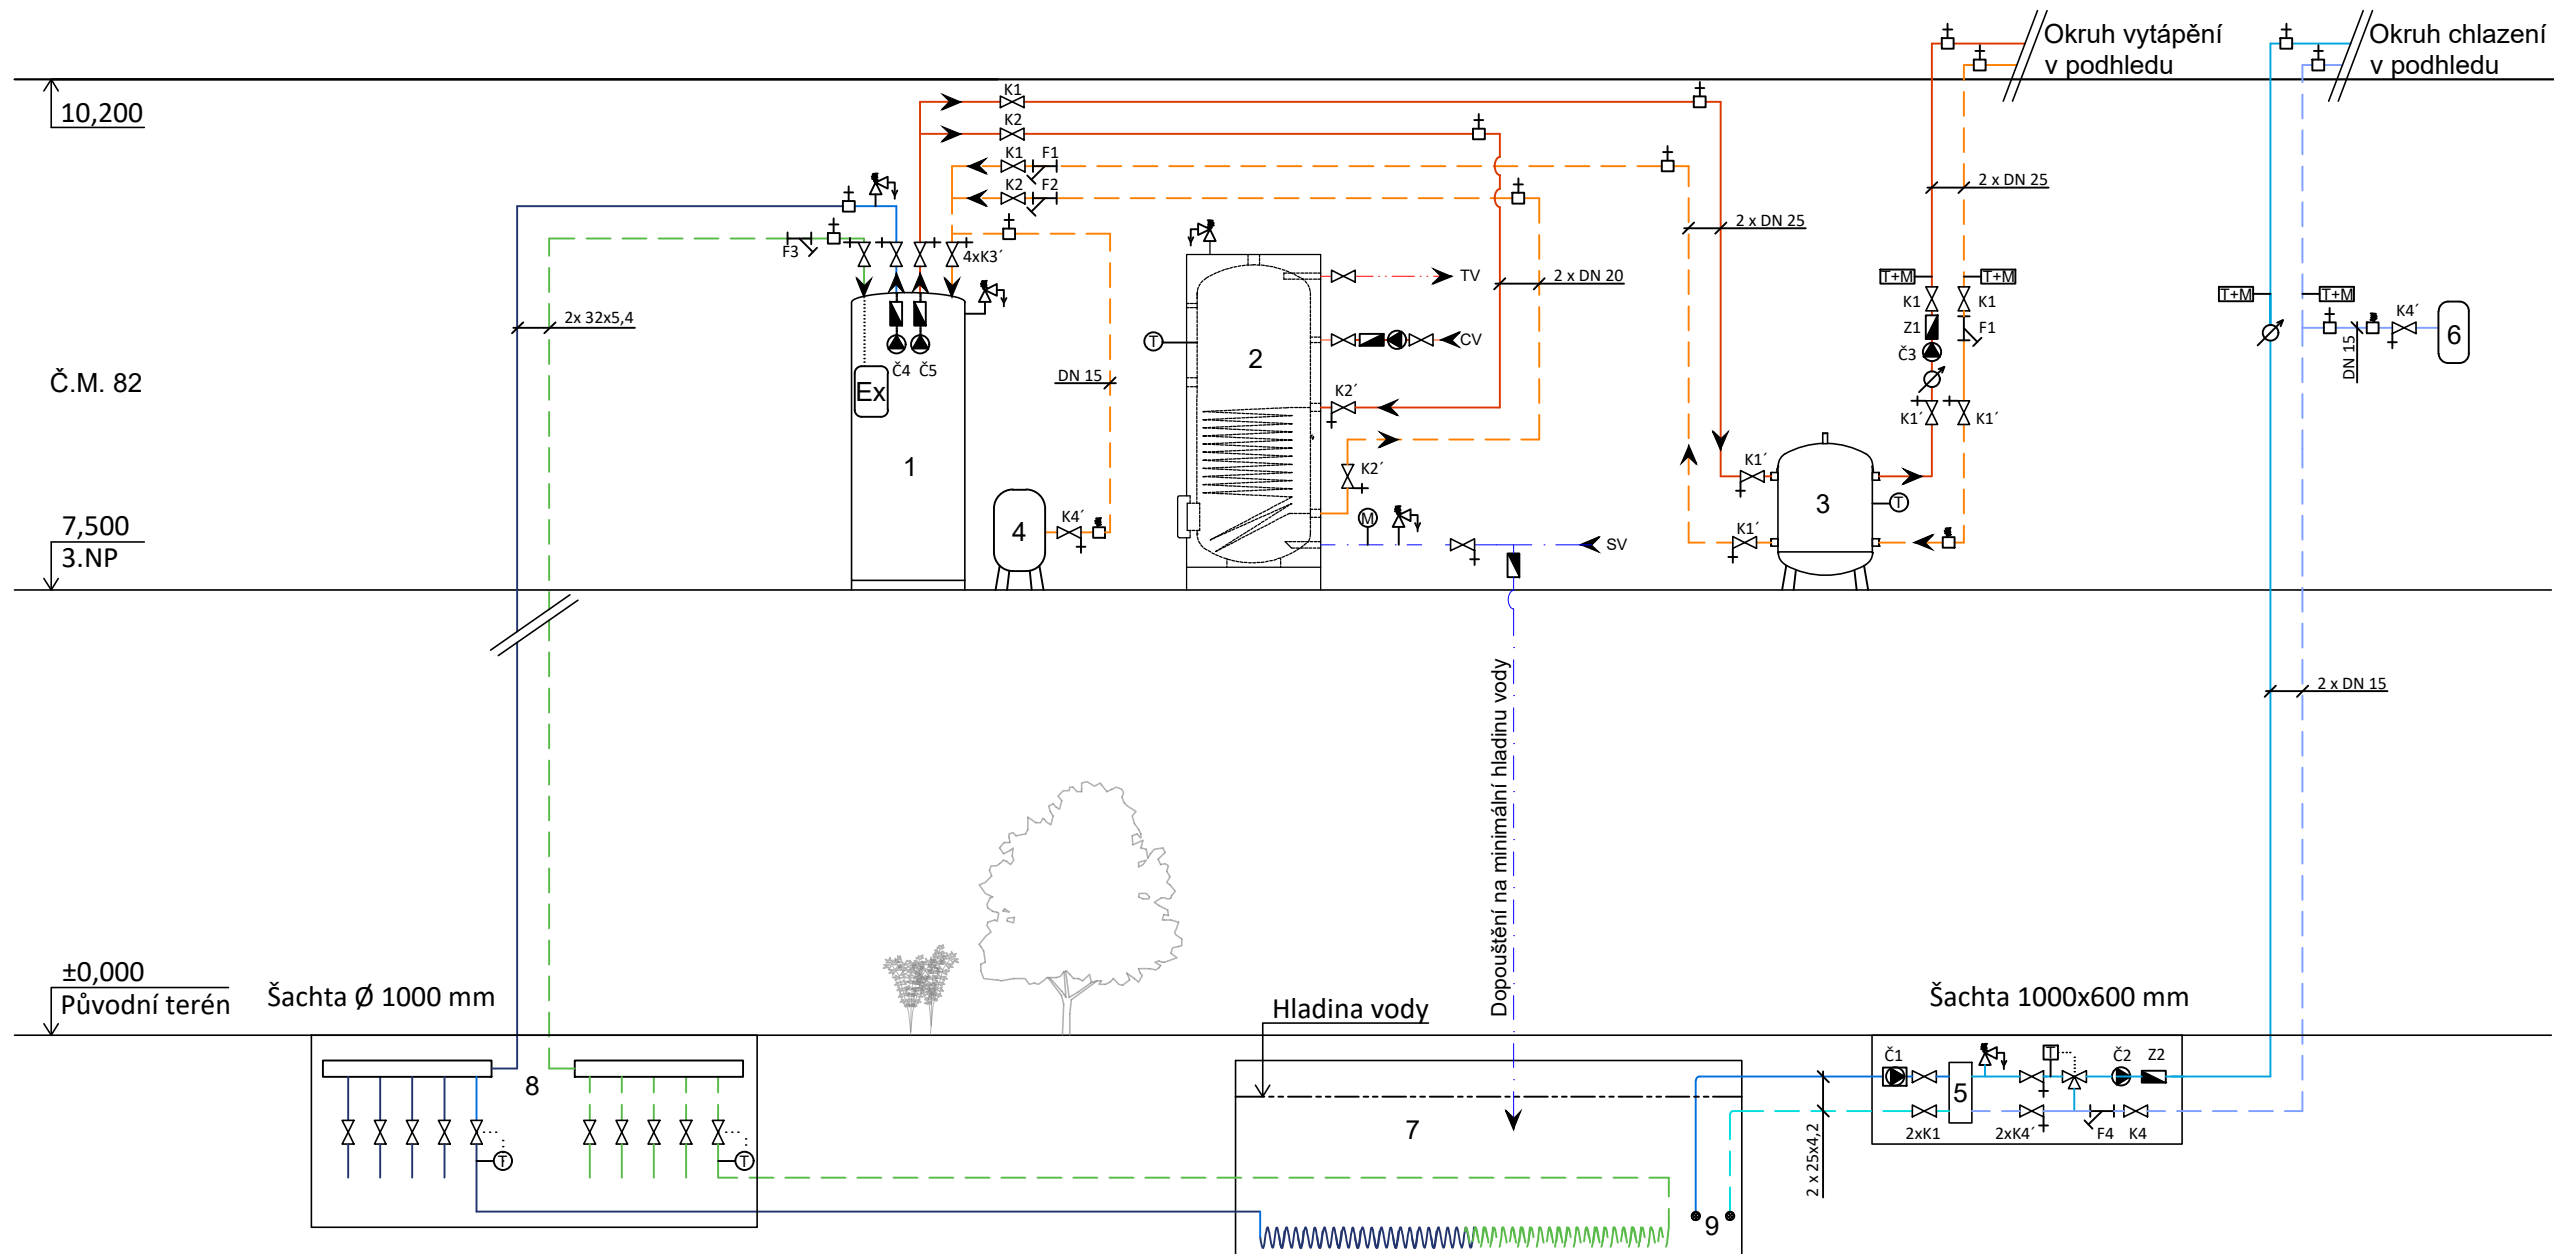 Okruh vytápění
v podhledu
Okruh chlazení
v podhledu
10,200
K1
K2
K1 F1
K2 F2
2 x DN 25
2 x DN 25
F3
4xK3´
2 x DN 20
TV
T+M
T+M
T+M
T+M
K1
K1
Z1
F1
Č3
K4´
6
DN 15
2x 32x5,4
T
CV
2
Č4 Č5
DN 15
Č.M. 82
Ex
K2´
K1´
K1´
1
K2´
K1´
T
3
7,500
3.NP
4
K4´
M
SV
K1´
Dopouštění na minimální hladinu vody
2 x DN 15
±0,000
Původní terén
Šachta Ø 1000 mm
Hladina vody
Šachta 1000x600 mm
8
7
Č1
T
Č2
Z2
5
2xK1
2xK4´
F4
K4
T
T
2 x 25x4,2
9